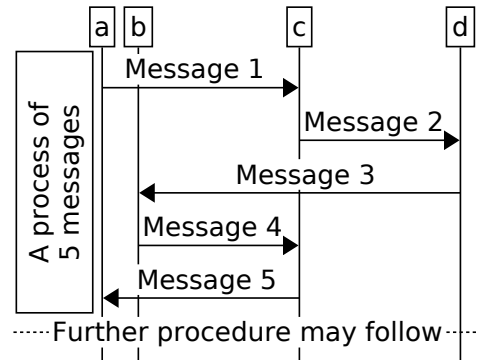 a b c d
Message 1
Message 2
Message 3
Message 4
Message 5
A process of
5 messages
Further procedure may follow